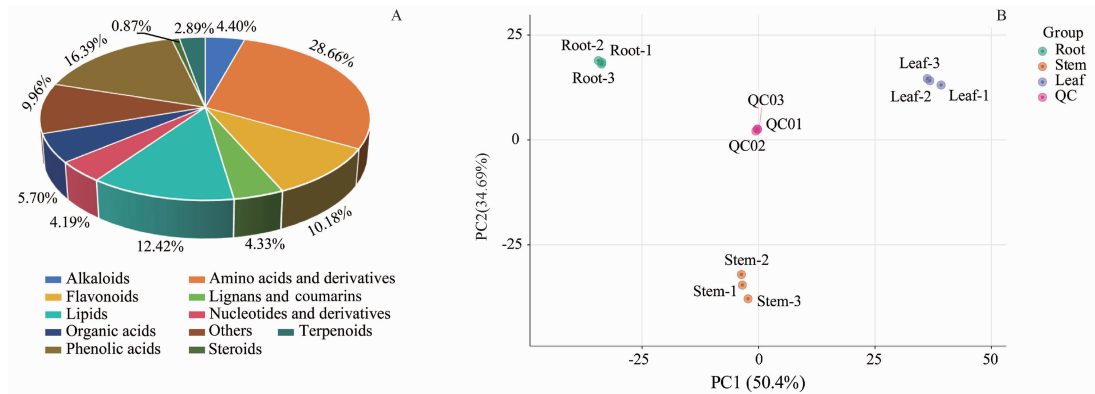 A
0.87%
2.89%
4.40%
16.39%
28.66%
9.96%
5.70%
4.19%
12.42%
4.33%
10.18%
Alkaloids
Amino acids and derivatives
Flavonoids
Lignans and coumarins
Lipids
Nucleotides and derivatives
Organic acids
Others
Terpenoids
Phenolic acids
Steroids
B
25
0
-25
PC2(34.69%)
Root-2
Root-1
Root-3
Leaf-3
Leaf-2
Leaf-1
QC03
QC01
QC02
Stem-2
Stem-1
Stem-3
-25
0
25
50
PC1 (50.4%)
Group
Root
Stem
Leaf
QC